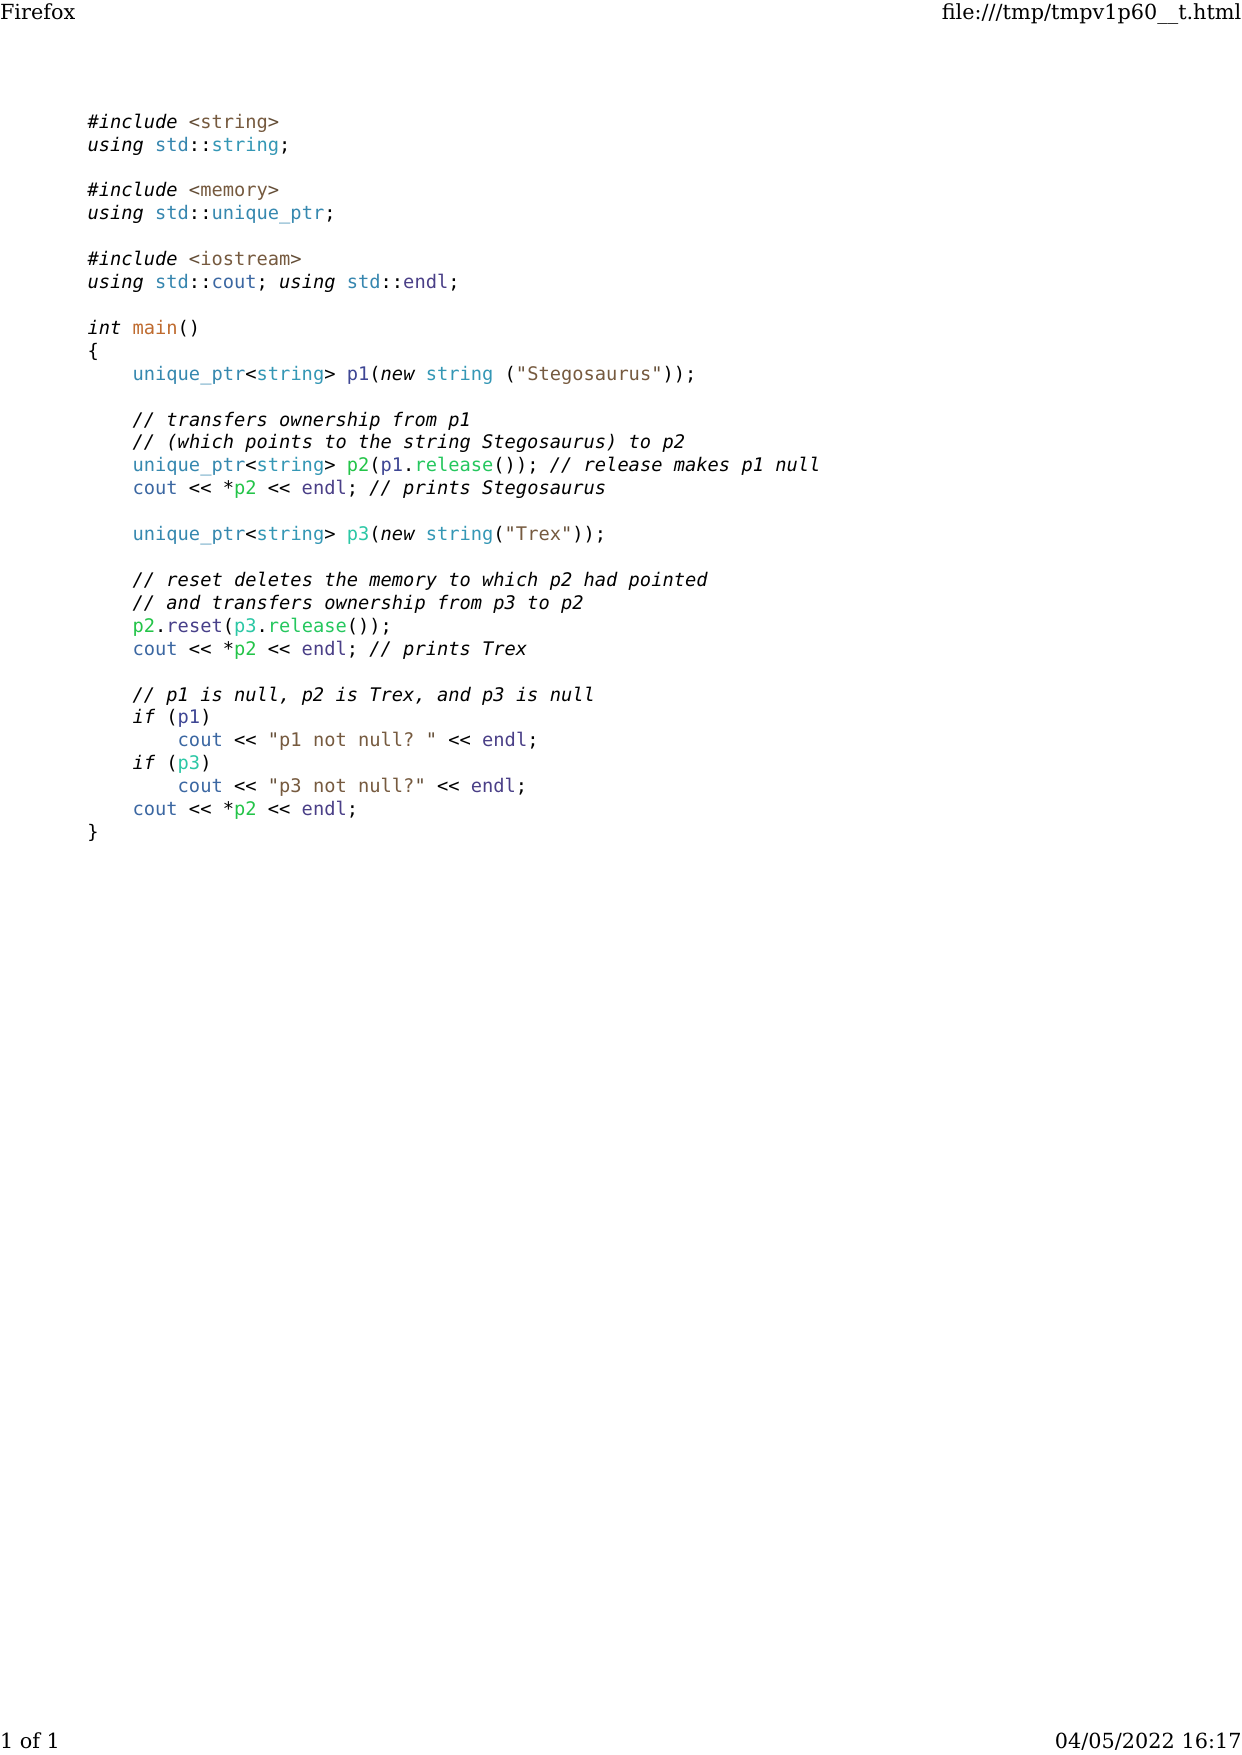 Firefox file:///tmp/tmpv1p60__t.html
#include <string>
using std::string;

#include <memory>
using std::unique_ptr;

#include <iostream>
using std::cout; using std::endl;

int main()
{
    unique_ptr<string> p1(new string ("Stegosaurus"));

    // transfers ownership from p1
    // (which points to the string Stegosaurus) to p2
    unique_ptr<string> p2(p1.release()); // release makes p1 null
    cout << *p2 << endl; // prints Stegosaurus

    unique_ptr<string> p3(new string("Trex"));

    // reset deletes the memory to which p2 had pointed
    // and transfers ownership from p3 to p2
    p2.reset(p3.release());
    cout << *p2 << endl; // prints Trex

    // p1 is null, p2 is Trex, and p3 is null
    if (p1)
        cout << "p1 not null? " << endl;
    if (p3)
        cout << "p3 not null?" << endl;
    cout << *p2 << endl;
}
1 of 1 04/05/2022 16:17